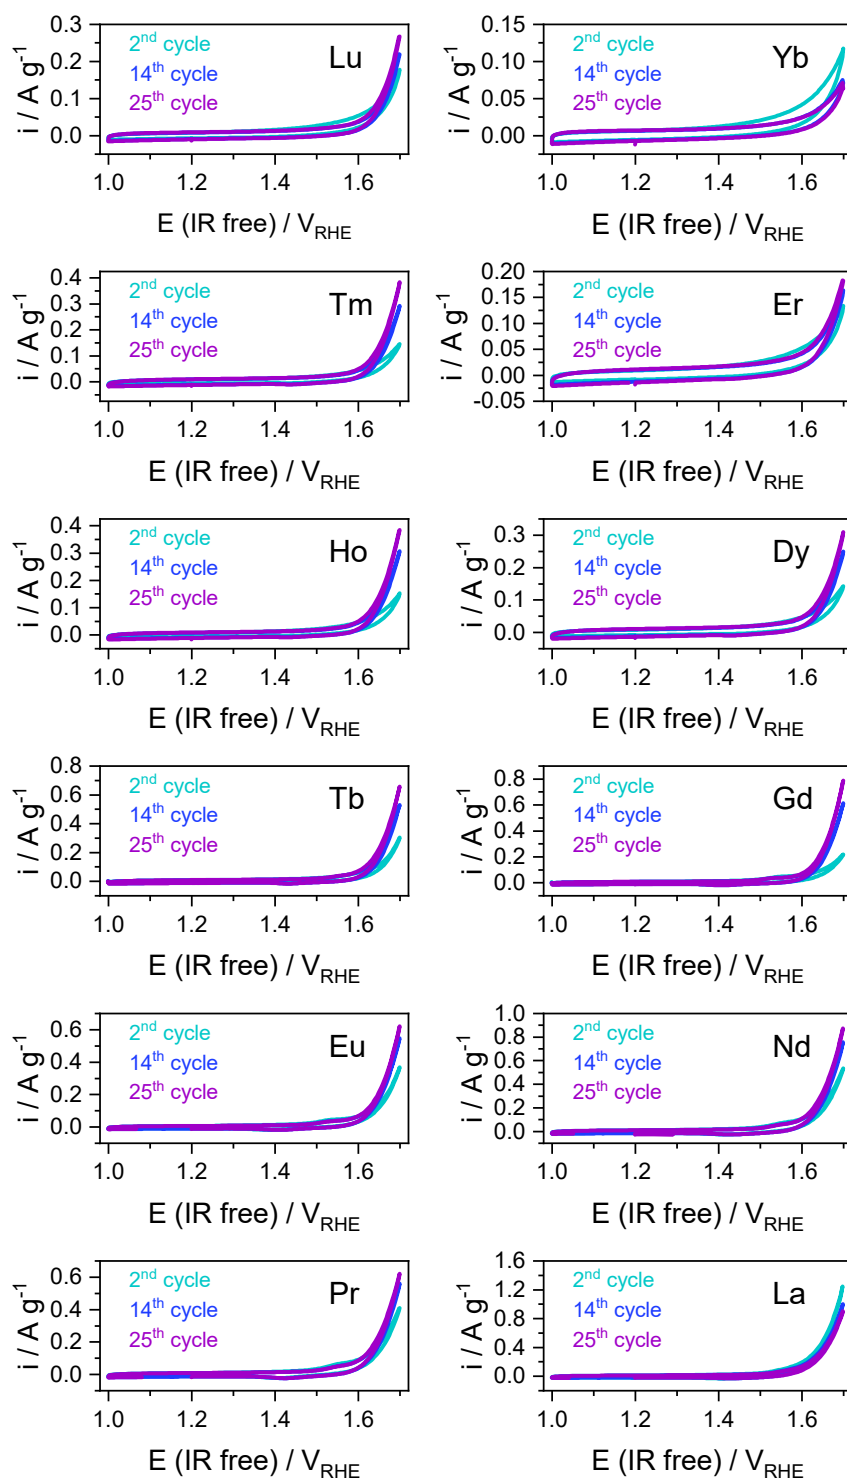 0.3
0.2
0.1
0.0
i / A g⁻¹
2ⁿᵈ cycle
14ᵗʰ cycle
25ᵗʰ cycle
Lu
1.0 1.2 1.4 1.6
E (IR free) / V_RHE
0.15
0.10
0.05
0.00
i / A g⁻¹
2ⁿᵈ cycle
14ᵗʰ cycle
25ᵗʰ cycle
Yb
1.0 1.2 1.4 1.6
E (IR free) / V_RHE
0.4
0.3
0.2
0.1
0.0
i / A g⁻¹
2ⁿᵈ cycle
14ᵗʰ cycle
25ᵗʰ cycle
Tm
1.0 1.2 1.4 1.6
E (IR free) / V_RHE
0.20
0.15
0.10
0.05
0.00
-0.05
i / A g⁻¹
2ⁿᵈ cycle
14ᵗʰ cycle
25ᵗʰ cycle
Er
1.0 1.2 1.4 1.6
E (IR free) / V_RHE
0.4
0.3
0.2
0.1
0.0
i / A g⁻¹
2ⁿᵈ cycle
14ᵗʰ cycle
25ᵗʰ cycle
Ho
1.0 1.2 1.4 1.6
E (IR free) / V_RHE
0.3
0.2
0.1
0.0
i / A g⁻¹
2ⁿᵈ cycle
14ᵗʰ cycle
25ᵗʰ cycle
Dy
1.0 1.2 1.4 1.6
E (IR free) / V_RHE
0.8
0.6
0.4
0.2
0.0
i / A g⁻¹
2ⁿᵈ cycle
14ᵗʰ cycle
25ᵗʰ cycle
Tb
1.0 1.2 1.4 1.6
E (IR free) / V_RHE
0.8
0.6
0.4
0.2
0.0
i / A g⁻¹
2ⁿᵈ cycle
14ᵗʰ cycle
25ᵗʰ cycle
Gd
1.0 1.2 1.4 1.6
E (IR free) / V_RHE
0.6
0.4
0.2
0.0
i / A g⁻¹
2ⁿᵈ cycle
14ᵗʰ cycle
25ᵗʰ cycle
Eu
1.0 1.2 1.4 1.6
E (IR free) / V_RHE
1.0
0.8
0.6
0.4
0.2
0.0
i / A g⁻¹
2ⁿᵈ cycle
14ᵗʰ cycle
25ᵗʰ cycle
Nd
1.0 1.2 1.4 1.6
E (IR free) / V_RHE
0.6
0.4
0.2
0.0
i / A g⁻¹
2ⁿᵈ cycle
14ᵗʰ cycle
25ᵗʰ cycle
Pr
1.0 1.2 1.4 1.6
E (IR free) / V_RHE
1.6
1.2
0.8
0.4
0.0
i / A g⁻¹
2ⁿᵈ cycle
14ᵗʰ cycle
25ᵗʰ cycle
La
1.0 1.2 1.4 1.6
E (IR free) / V_RHE